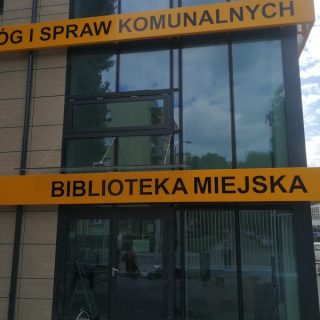 ÓG I SPRAW KOMUNALNYCH
BIBLIOTEKA MIEJSKA